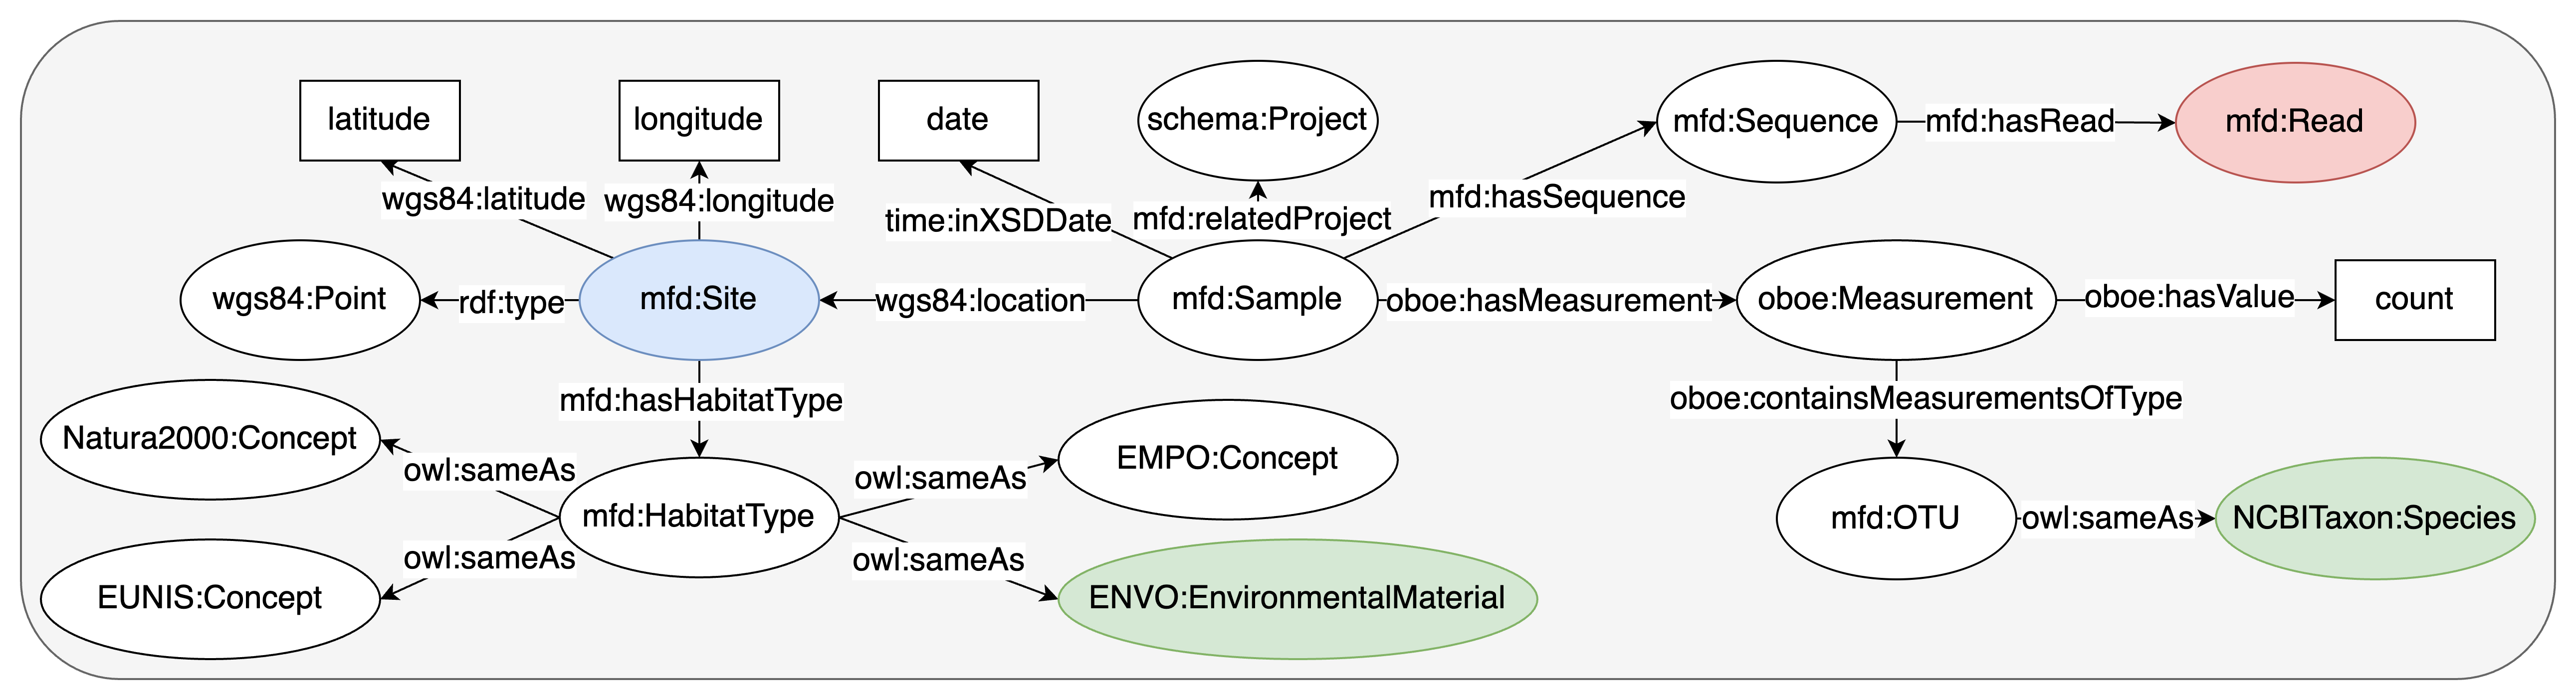 latitude
longitude
date
schema:Project
mfd:Sequence
mfd:hasRead
mfd:Read
wgs84:latitude
wgs84:longitude
time:inXSDDate
mfd:relatedProject
mfd:hasSequence
wgs84:Point
rdf:type
mfd:Site
wgs84:location
mfd:Sample
oboe:hasMeasurement
oboe:Measurement
oboe:hasValue
count
mfd:hasHabitatType
oboe:containsMeasurementsOfType
Natura2000:Concept
owl:sameAs
owl:sameAs
EMPO:Concept
mfd:HabitatType
mfd:OTU
owl:sameAs
NCBITaxon:Species
owl:sameAs
owl:sameAs
EUNIS:Concept
ENVO:EnvironmentalMaterial